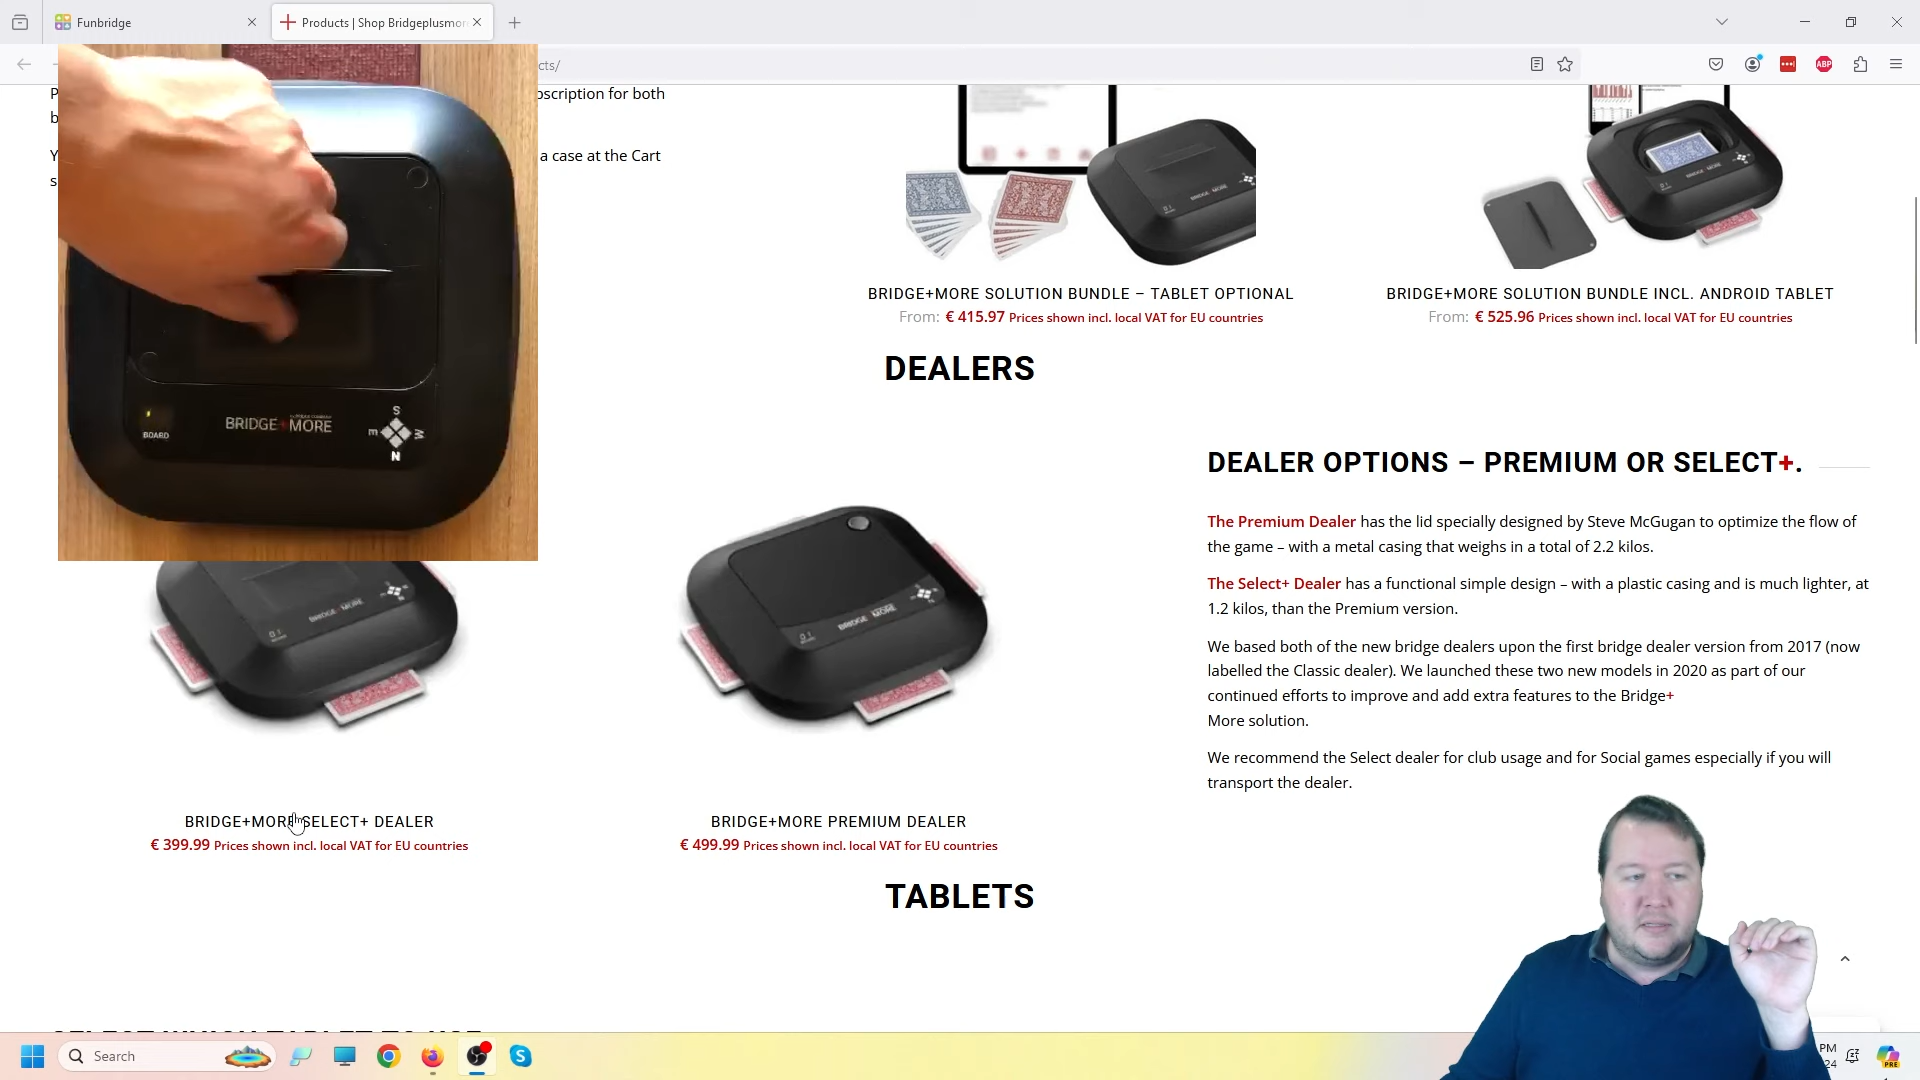 Funbridge
Products | Shop Bridgeplusmor
cts/
oscription for both
a case at the Cart
BOARD
BRIDGE+MORE
S
E
W
N
BRIDGE+MORE SOLUTION BUNDLE – TABLET OPTIONAL
From: € 415.97 Prices shown incl. local VAT for EU countries
BRIDGE+MORE SOLUTION BUNDLE INCL. ANDROID TABLET
From: € 525.96 Prices shown incl. local VAT for EU countries
DEALERS
DEALER OPTIONS – PREMIUM OR SELECT+.
The Premium Dealer has the lid specially designed by Steve McGugan to optimize the flow of
the game – with a metal casing that weighs in a total of 2.2 kilos.
The Select+ Dealer has a functional simple design – with a plastic casing and is much lighter, at
1.2 kilos, than the Premium version.
We based both of the new bridge dealers upon the first bridge dealer version from 2017 (now
labelled the Classic dealer). We launched these two new models in 2020 as part of our
continued efforts to improve and add extra features to the Bridge+
More solution.
We recommend the Select dealer for club usage and for Social games especially if you will
transport the dealer.
BRIDGE+MORE SELECT+ DEALER
€ 399.99 Prices shown incl. local VAT for EU countries
BRIDGE+MORE PREMIUM DEALER
€ 499.99 Prices shown incl. local VAT for EU countries
TABLETS
Search
PM
24
ABP
PRE